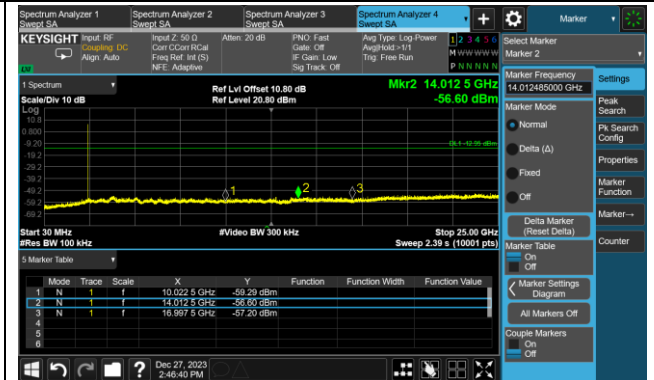 Spectrum Analyzer 1 Swept SA
Spectrum Analyzer 2 Swept SA
Spectrum Analyzer 3 Swept SA
Spectrum Analyzer 4 Swept SA
+
Marker
KEYSIGHT
Input: RF
Coupling: DC
Align: Auto
Input Z: 50 Ω
Corr CCorr RCal
Freq Ref: Int (S)
NFE: Adaptive
Atten: 20 dB
PNO: Fast
Gate: Off
IF Gain: Low
Sig Track: Off
Avg Type: Log-Power
Avg|Hold:>1/1
Trig: Free Run
1 2 3 4 5 6
M W W W W W
P N N N N N
LV
Select Marker
Marker 2
Marker Frequency
14.012485000 GHz
Settings
1 Spectrum
Scale/Div 10 dB
Ref Lvl Offset 10.80 dB
Ref Level 20.80 dBm
Mkr2 14.012 5 GHz
-56.60 dBm
Log
10.8
0.800
-9.20
-19.2
-29.2
-39.2
-49.2
-59.2
-69.2
1
2
3
Start 30 MHz
#Res BW 100 kHz
#Video BW 300 kHz
Stop 25.00 GHz
Sweep 2.39 s (10001 pts)
Marker Mode
Normal
Delta (Δ)
Fixed
Off
Delta Marker
(Reset Delta)
Marker Table
On
Off
Marker Settings
Diagram
All Markers Off
Couple Markers
On
Off
Peak
Search
Pk Search
Config
Properties
Marker
Function
Marker→
Counter
5 Marker Table
Mode Trace Scale X Y Function Function Width Function Value
1 N 1 f 10.022 5 GHz -59.29 dBm
2 N 1 f 14.012 5 GHz -56.60 dBm
3 N 1 f 16.997 5 GHz -57.20 dBm
4
5
6
?
Dec 27, 2023
2:46:40 PM